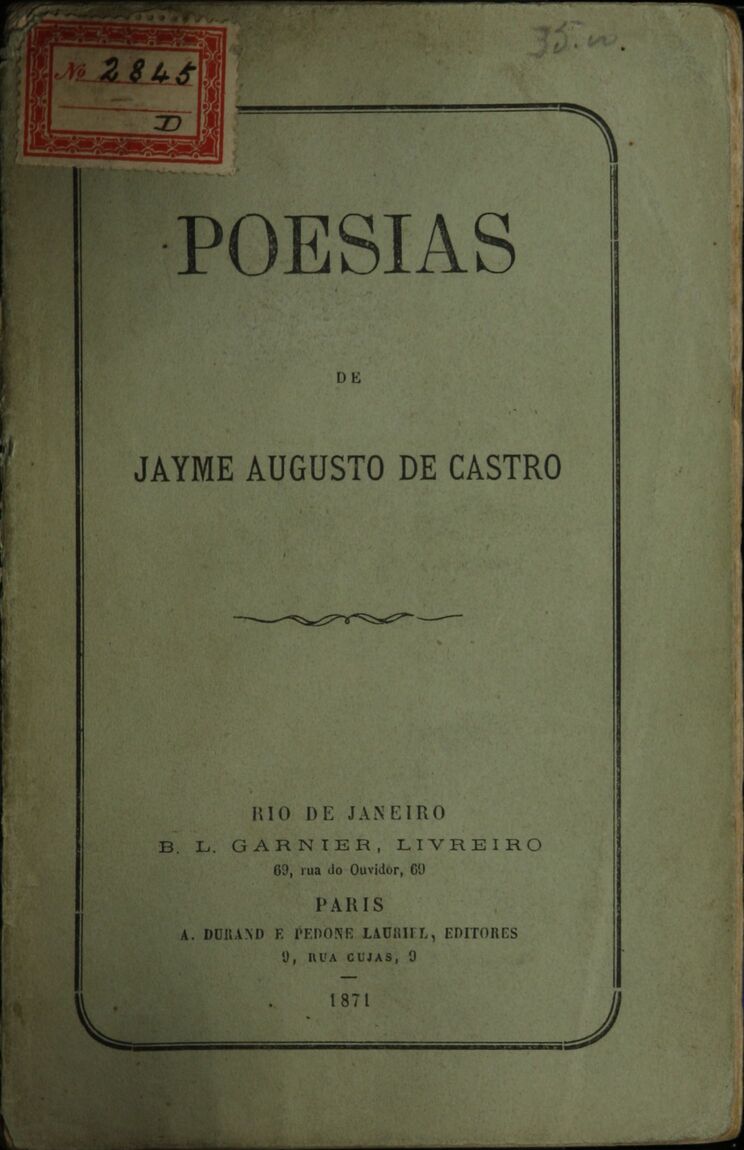 Nº 2845
D
POESIAS
DE
JAYME AUGUSTO DE CASTRO
RIO DE JANEIRO
B. L. GARNIER, LIVREIRO
69, rua do Ouvidor, 69
PARIS
A. DURAND E PEDONE LAURIEL, EDITORES
9, RUA CUJAS, 9
1871